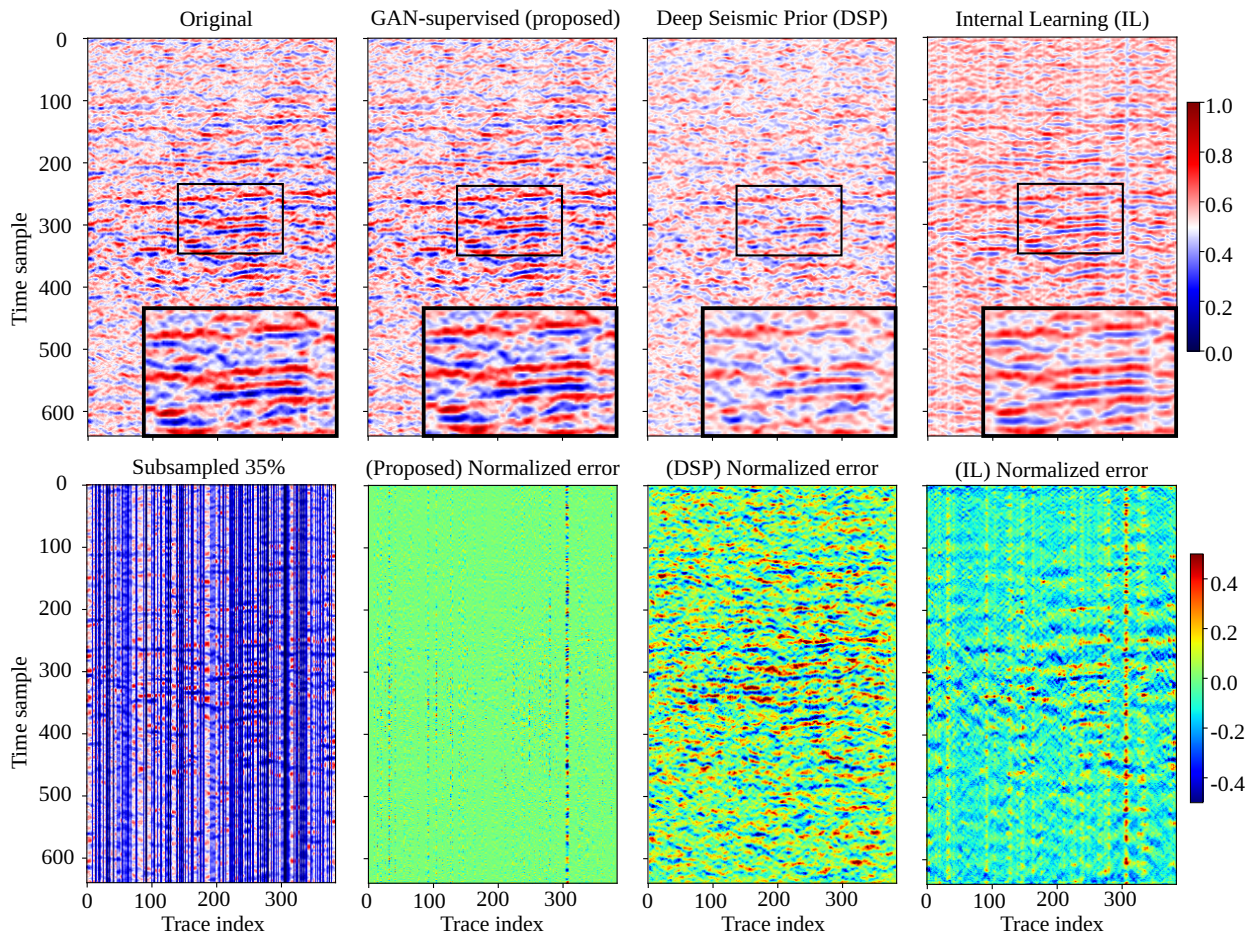 Original
GAN-supervised (proposed)
Deep Seismic Prior (DSP)
Internal Learning (IL)
0
100
200
300
400
500
600
Time sample
1.0
0.8
0.6
0.4
0.2
0.0
Subsampled 35%
(Proposed) Normalized error
(DSP) Normalized error
(IL) Normalized error
0
100
200
300
400
500
600
Time sample
0.4
0.2
0.0
-0.2
-0.4
0 100 200 300
0 100 200 300
0 100 200 300
0 100 200 300
Trace index
Trace index
Trace index
Trace index